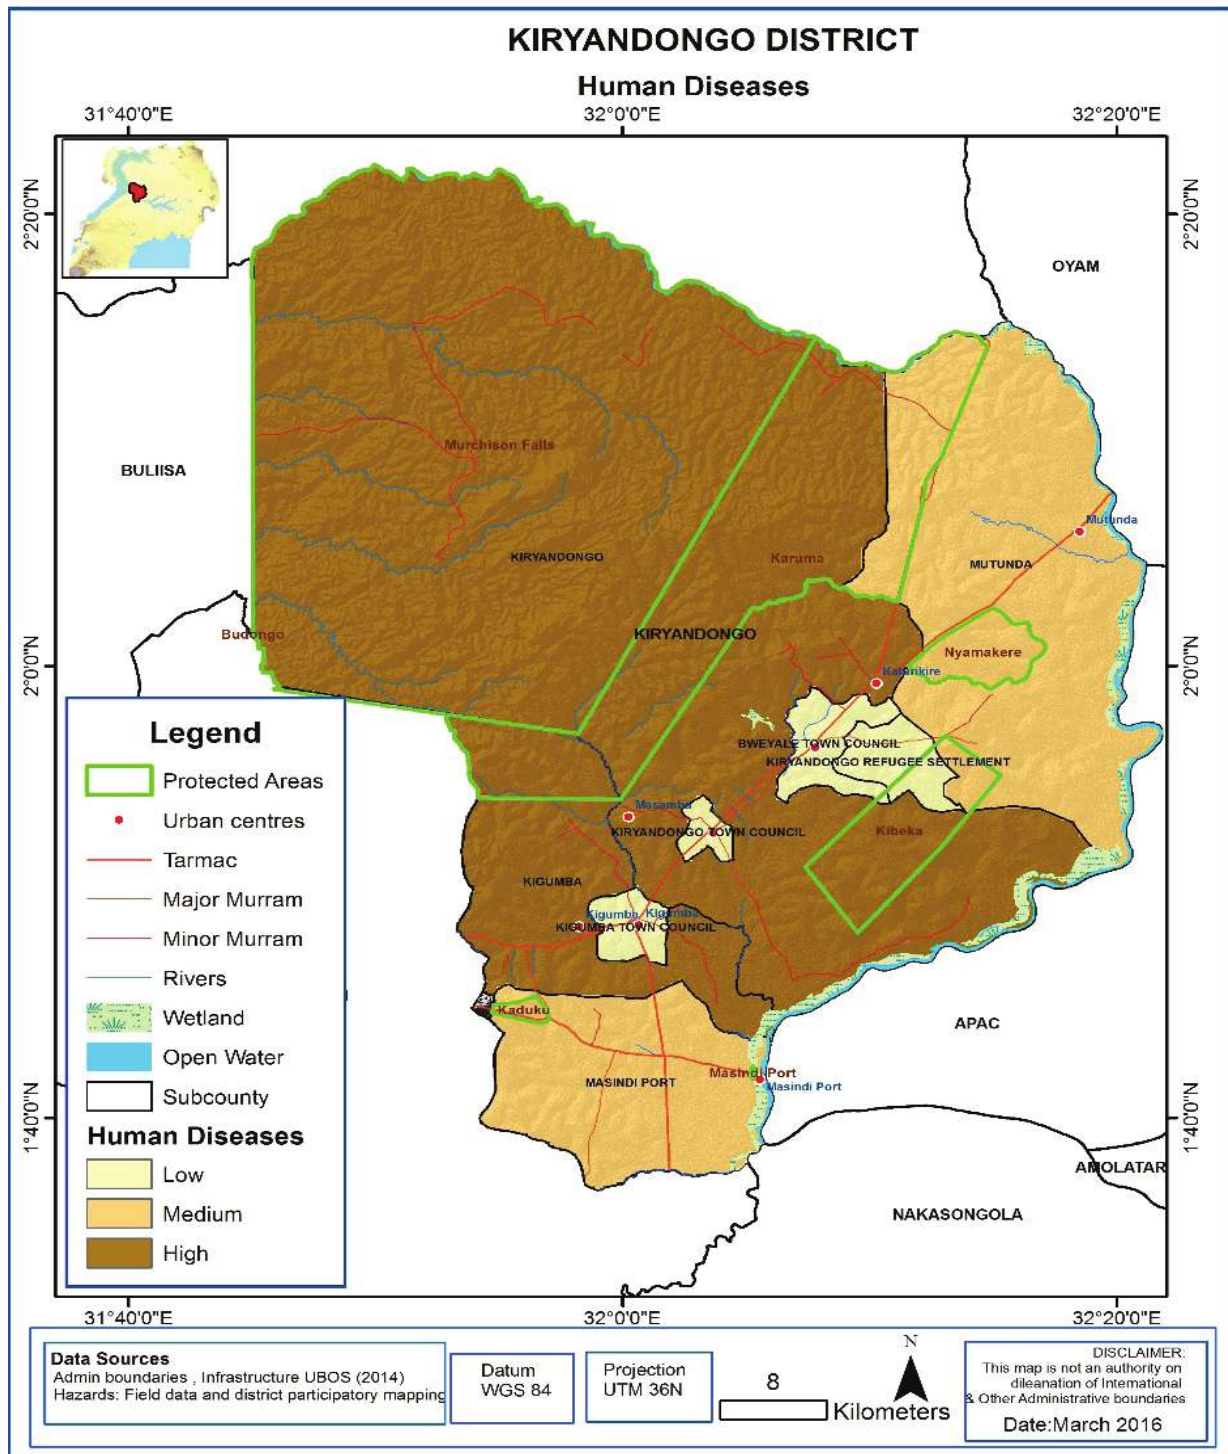 KIRYANDONGO DISTRICT
Human Diseases
31°40'0"E
32°0'0"E
32°20'0"E
2°20'0"N
2°20'0"N
OYAM
BULIISA
Murchison Falls
KIRYANDONGO
Karuma
Mutunda
MUTUNDA
Budongo
KIRYANDONGO
Nyamakere
2°0'0"N
2°0'0"N
Katarikire
BWEYALE TOWN COUNCIL
KIRYANDONGO REFUGEE SETTLEMENT
Masamba
KIRYANDONGO TOWN COUNCIL
Kibeka
KIGUMBA
Kigumba
Kigumba
KIGUMBA TOWN COUNCIL
Kaduku
APAC
MASINDI PORT
Masindi Port
Masindi Port
1°40'0"N
1°40'0"N
AMOLATAR
NAKASONGOLA
Legend
Protected Areas
Urban centres
Tarmac
Major Murram
Minor Murram
Rivers
Wetland
Open Water
Subcounty
Human Diseases
Low
Medium
High
31°40'0"E
32°0'0"E
32°20'0"E
Data Sources
Admin boundaries , Infrastructure UBOS (2014)
Hazards: Field data and district participatory mapping
Datum
WGS 84
Projection
UTM 36N
8
Kilometers
N
DISCLAIMER:
This map is not an authority on
dileanation of International
& Other Administrative boundaries
Date:March 2016